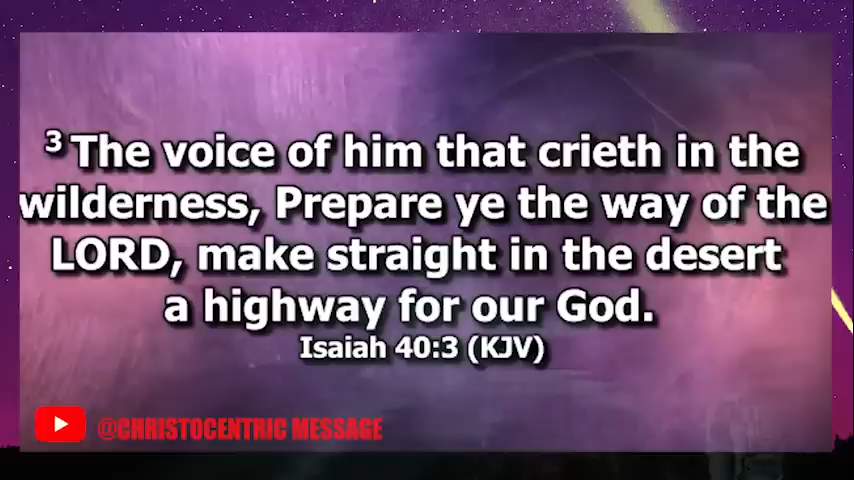 3 The voice of him that crieth in the
wilderness, Prepare ye the way of the
LORD, make straight in the desert
a highway for our God.
Isaiah 40:3 (KJV)
@CHRISTOCENTRIC MESSAGE